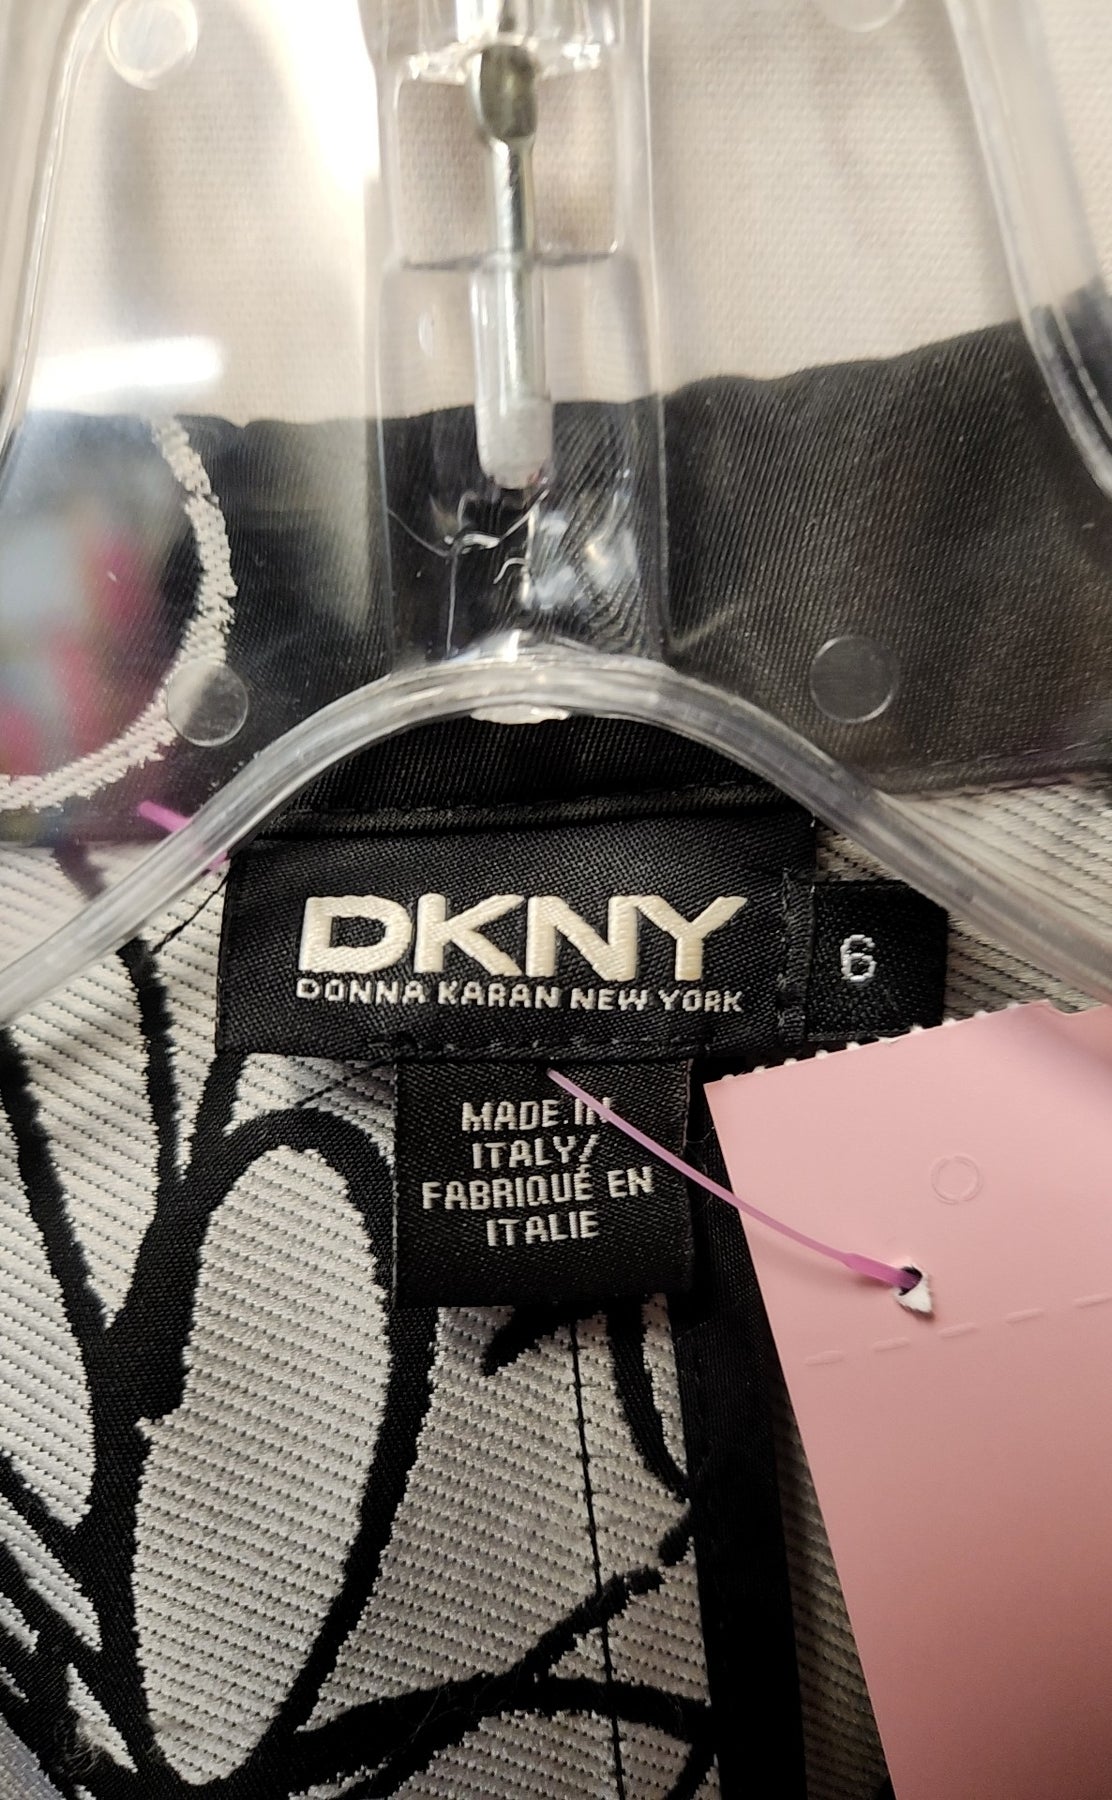 DKNY
DONNA KARAN NEW YORK
6
MADE IN
ITALY/
FABRIQUÉ EN
ITALIE